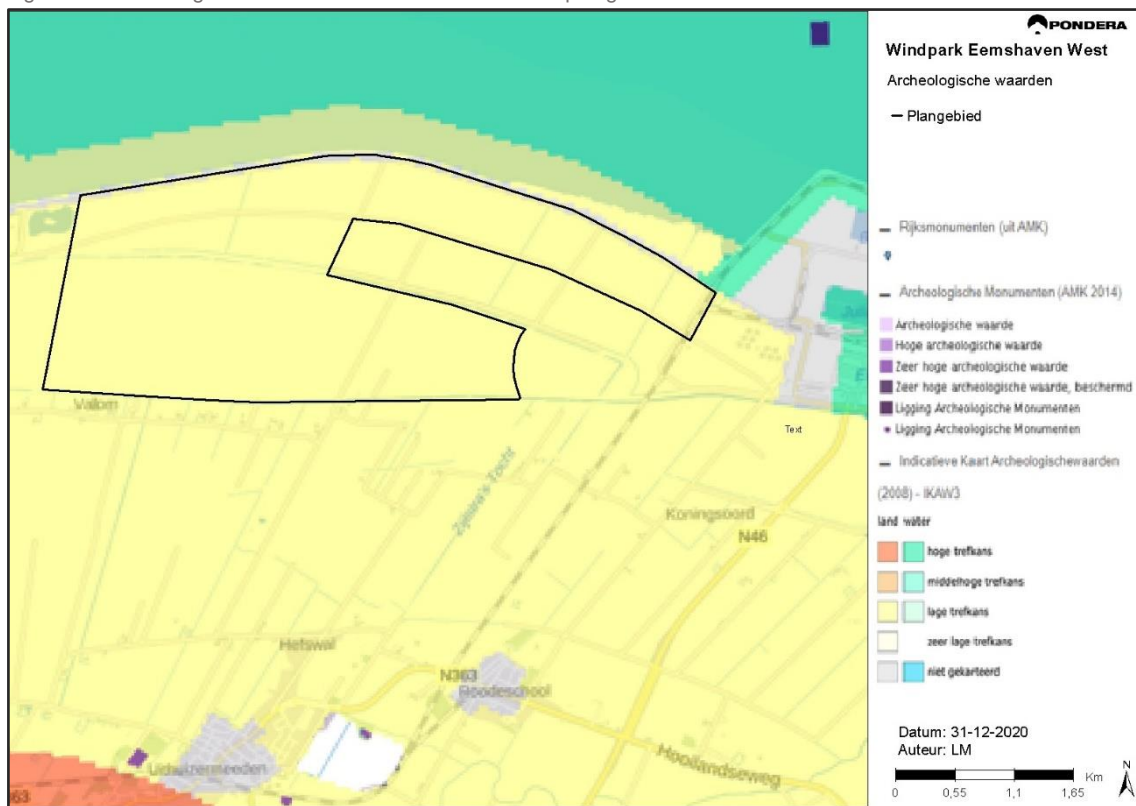 PONDERA
Windpark Eemshaven West
Archeologische waarden
Plangebied
Rijksmonumenten (uit AMK)
Archeologische Monumenten (AMK 2014)
Archeologische waarde
Hoge archeologische waarde
Zeer hoge archeologische waarde
Zeer hoge archeologische waarde, beschermd
Ligging Archeologische Monumenten
Ligging Archeologische Monumenten
Indicatieve Kaart Archeologischewaarden
(2008) - IKAW3
land water
hoge trefkans
middelhoge trefkans
lage trefkans
zeer lage trefkans
niet gekarteerd
Datum: 31-12-2020
Auteur: LM
0 0,55 1,1 1,65 Km
N
Valom
Text
Zijlstra's-Tocht
Koningsoord
N46
Hefswal
N363
Roodeschool
Uithuizermeeden
Hooilandseweg